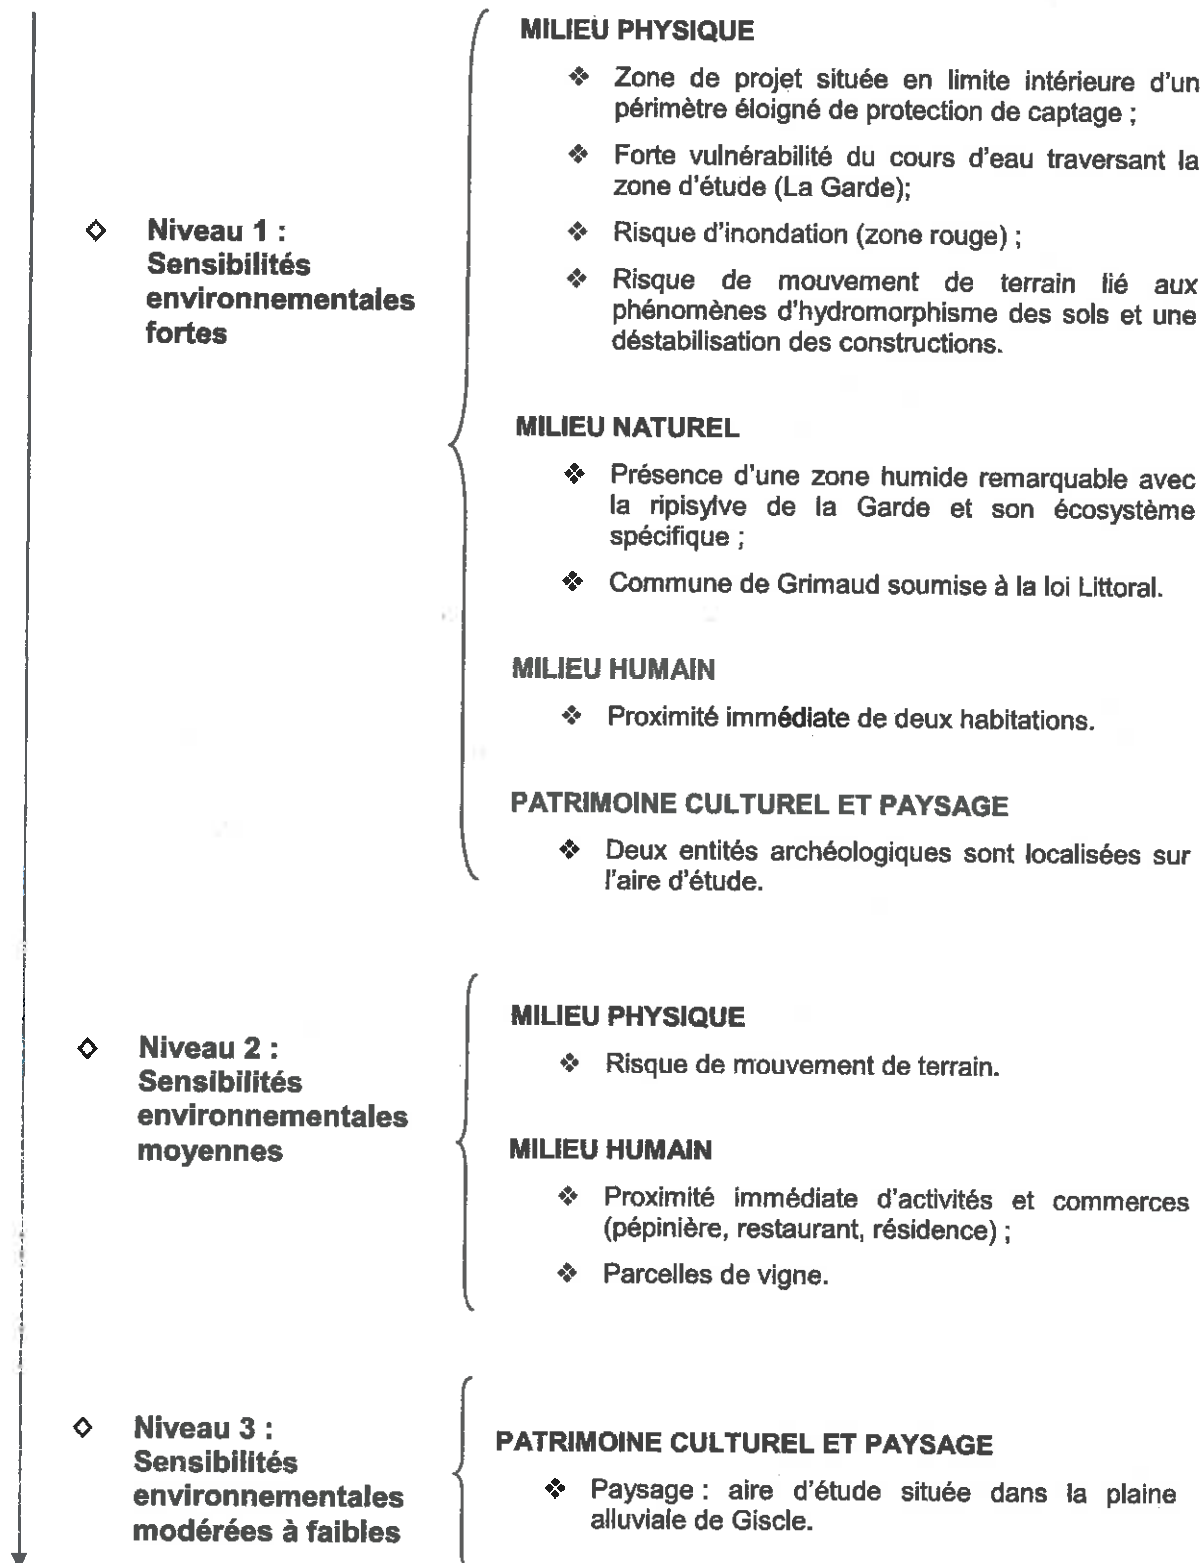 MILIEU PHYSIQUE
❖ Zone de projet située en limite intérieure d'un
périmètre éloigné de protection de captage ;
❖ Forte vulnérabilité du cours d'eau traversant la
zone d'étude (La Garde);
◇ Niveau 1 :
Sensibilités
environnementales
fortes
❖ Risque d'inondation (zone rouge) ;
❖ Risque de mouvement de terrain lié aux
phénomènes d'hydromorphisme des sols et une
déstabilisation des constructions.
MILIEU NATUREL
❖ Présence d'une zone humide remarquable avec
la ripisylve de la Garde et son écosystème
spécifique ;
❖ Commune de Grimaud soumise à la loi Littoral.
MILIEU HUMAIN
❖ Proximité immédiate de deux habitations.
PATRIMOINE CULTUREL ET PAYSAGE
❖ Deux entités archéologiques sont localisées sur
l'aire d'étude.
◇ Niveau 2 :
Sensibilités
environnementales
moyennes
MILIEU PHYSIQUE
❖ Risque de mouvement de terrain.
MILIEU HUMAIN
❖ Proximité immédiate d'activités et commerces
(pépinière, restaurant, résidence) ;
❖ Parcelles de vigne.
◇ Niveau 3 :
Sensibilités
environnementales
modérées à faibles
PATRIMOINE CULTUREL ET PAYSAGE
❖ Paysage : aire d'étude située dans la plaine
alluviale de Giscle.